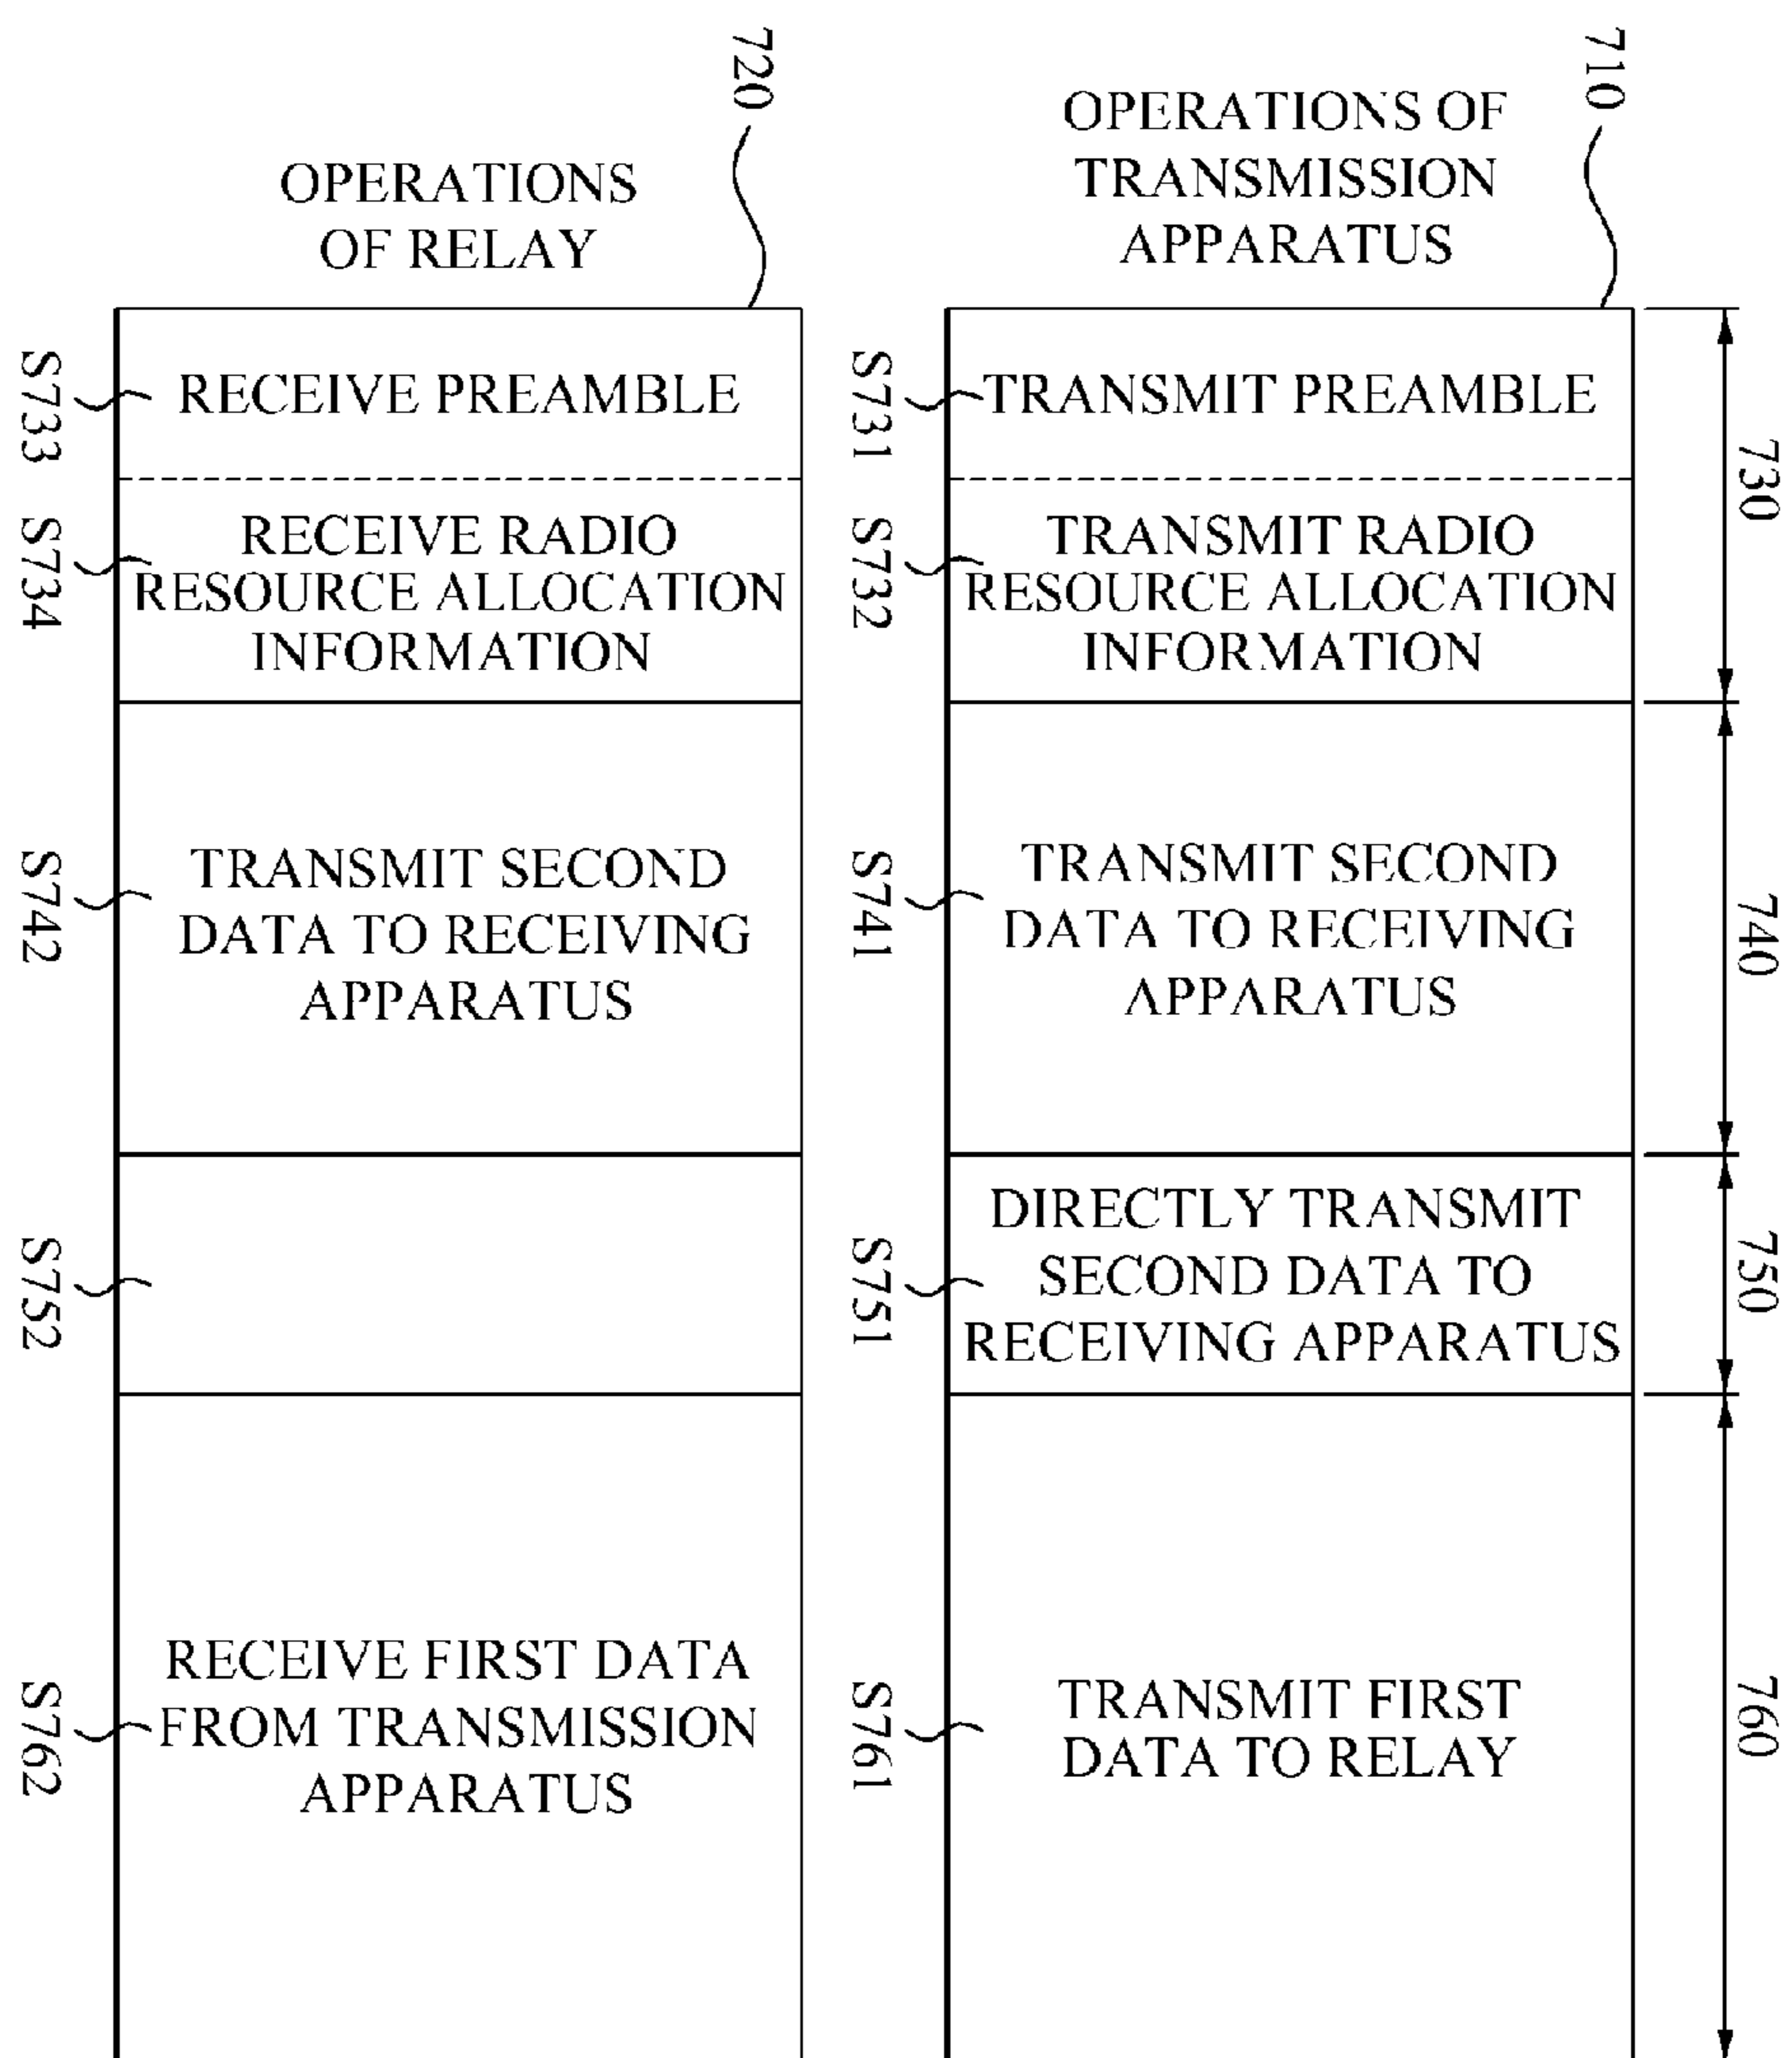 720
OPERATIONS
OF RELAY
S733
RECEIVE PREAMBLE
S734
RECEIVE RADIO
RESOURCE ALLOCATION
INFORMATION
S742
TRANSMIT SECOND
DATA TO RECEIVING
APPARATUS
S752
S762
RECEIVE FIRST DATA
FROM TRANSMISSION
APPARATUS
710
OPERATIONS OF
TRANSMISSION
APPARATUS
S731
TRANSMIT PREAMBLE
S732
TRANSMIT RADIO
RESOURCE ALLOCATION
INFORMATION
S741
TRANSMIT SECOND
DATA TO RECEIVING
APPARATUS
S751
DIRECTLY TRANSMIT
SECOND DATA TO
RECEIVING APPARATUS
S761
TRANSMIT FIRST
DATA TO RELAY
730
740
750
760